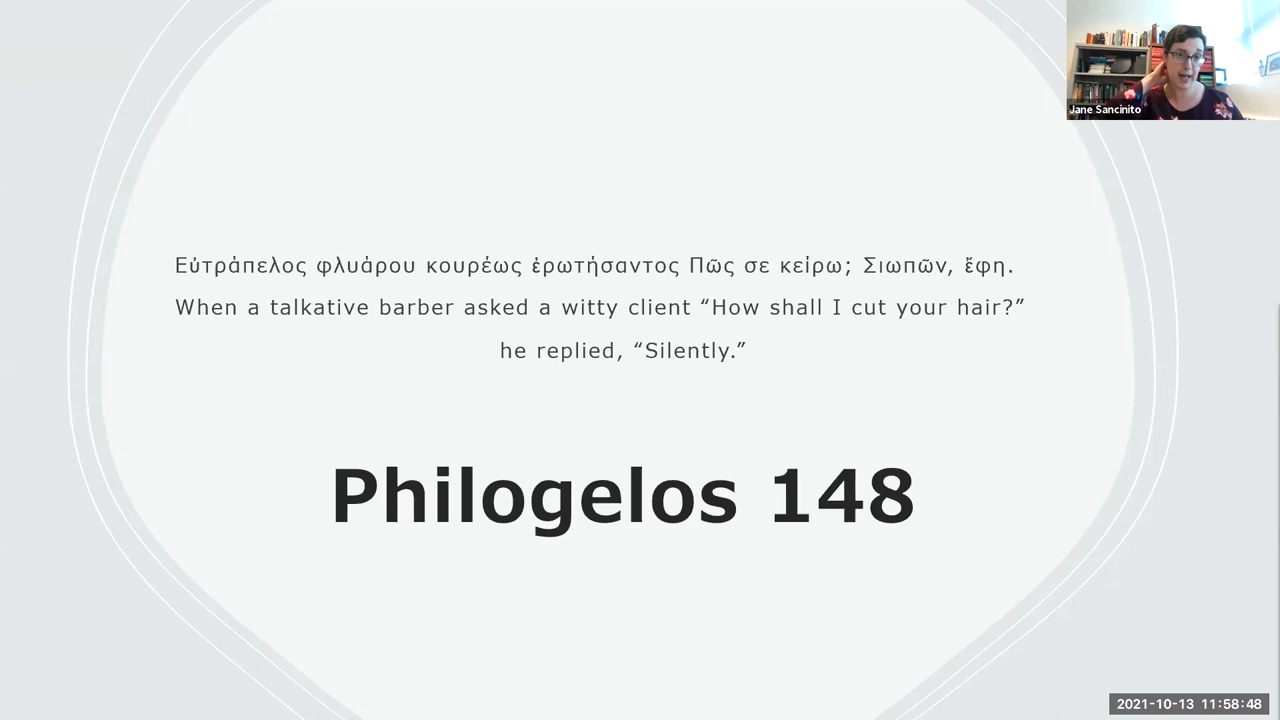 Jane Sancinito
Εὐτράπελος φλυάρου κουρέως ἐρωτήσαντος Πῶς σε κείρω; Σιωπῶν, ἔφη.
When a talkative barber asked a witty client “How shall I cut your hair?”
he replied, “Silently.”
Philogelos 148
2021-10-13 11:58:48